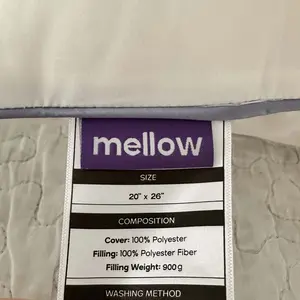 mellow
SIZE
20" x 26"
COMPOSITION
Cover: 100% Polyester
Filling: 100% Polyester Fiber
Filling Weight: 900g
WASHING METHOD